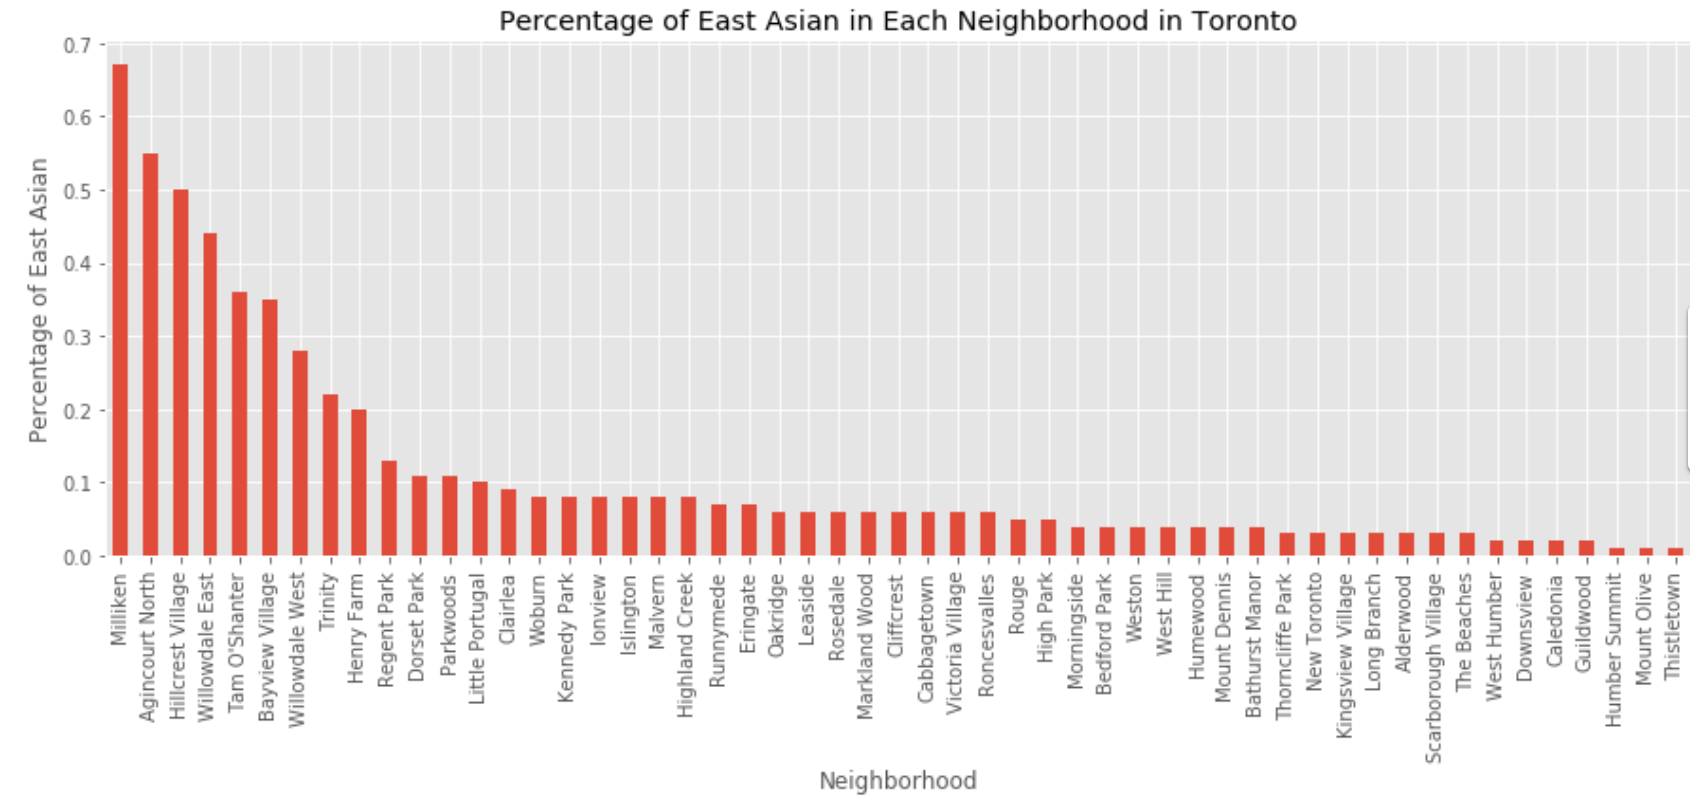 Percentage of East Asian in Each Neighborhood in Toronto
Percentage of East Asian
0.7
0.6
0.5
0.4
0.3
0.2
0.1
0.0
Milliken
Agincourt North
Hillcrest Village
Willowdale East
Tam O'Shanter
Bayview Village
Willowdale West
Trinity
Henry Farm
Regent Park
Dorset Park
Parkwoods
Little Portugal
Clairlea
Woburn
Kennedy Park
Ionview
Islington
Malvern
Highland Creek
Runnymede
Eringate
Oakridge
Leaside
Rosedale
Markland Wood
Cliffcrest
Cabbagetown
Victoria Village
Roncesvalles
Rouge
High Park
Morningside
Bedford Park
Weston
West Hill
Humewood
Mount Dennis
Bathurst Manor
Thorncliffe Park
New Toronto
Kingsview Village
Long Branch
Alderwood
Scarborough Village
The Beaches
West Humber
Downsview
Caledonia
Guildwood
Humber Summit
Mount Olive
Thistletown
Neighborhood